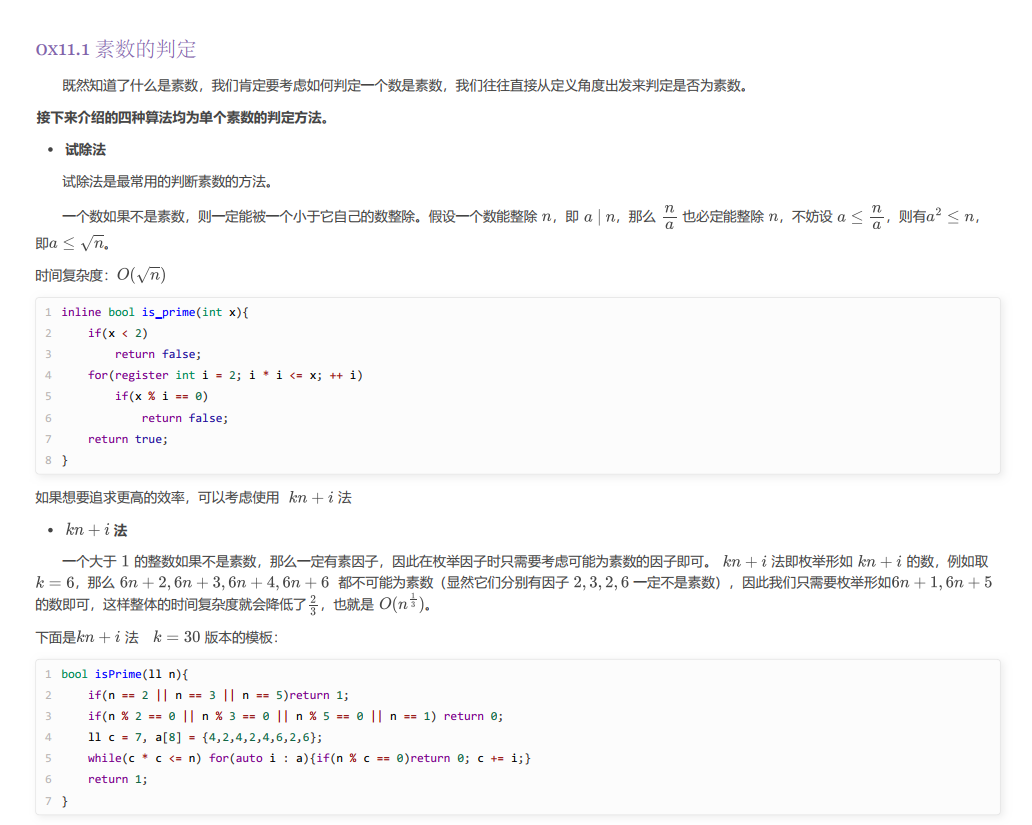 0X11.1 素数的判定
既然知道了什么是素数，我们肯定要考虑如何判定一个数是素数，我们往往直接从定义角度出发来判定是否为素数。
接下来介绍的四种算法均为单个素数的判定方法。
• 试除法
试除法是最常用的判断素数的方法。
一个数如果不是素数，则一定能被一个小于它自己的数整除。假设一个数能整除 n，即 a | n，那么 n/a 也必定能整除 n，不妨设 a ≤ n/a，则有a² ≤ n，
即a ≤ √n。
时间复杂度：O(√n)
1 inline bool is_prime(int x){
2     if(x < 2)
3         return false;
4     for(register int i = 2; i * i <= x; ++ i)
5         if(x % i == 0)
6             return false;
7     return true;
8 }
如果想要追求更高的效率，可以考虑使用 kn + i 法
• kn + i 法
一个大于 1 的整数如果不是素数，那么一定有素因子，因此在枚举因子时只需要考虑可能为素数的因子即可。 kn + i 法即枚举形如 kn + i 的数，例如取
k = 6，那么 6n + 2, 6n + 3, 6n + 4, 6n + 6 都不可能为素数（显然它们分别有因子 2, 3, 2, 6 一定不是素数），因此我们只需要枚举形如6n + 1, 6n + 5
的数即可，这样整体的时间复杂度就会降低了2/3，也就是 O(n^(1/3))。
下面是kn + i 法 k = 30 版本的模板：
1 bool isPrime(ll n){
2     if(n == 2 || n == 3 || n == 5)return 1;
3     if(n % 2 == 0 || n % 3 == 0 || n % 5 == 0 || n == 1) return 0;
4     ll c = 7, a[8] = {4,2,4,2,4,6,2,6};
5     while(c * c <= n) for(auto i : a){if(n % c == 0)return 0; c += i;}
6     return 1;
7 }